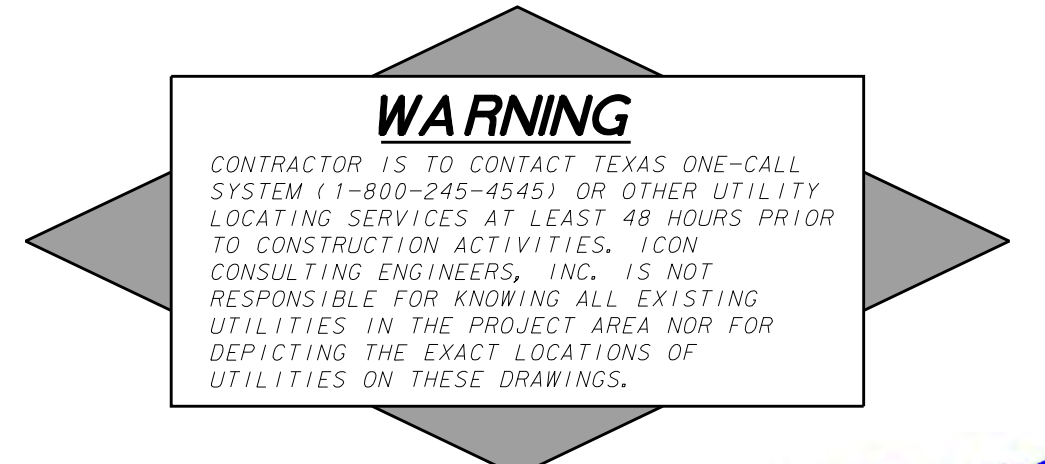 WARNING
CONTRACTOR IS TO CONTACT TEXAS ONE-CALL
SYSTEM (1-800-245-4545) OR OTHER UTILITY
LOCATING SERVICES AT LEAST 48 HOURS PRIOR
TO CONSTRUCTION ACTIVITIES. ICON
CONSULTING ENGINEERS, INC. IS NOT
RESPONSIBLE FOR KNOWING ALL EXISTING
UTILITIES IN THE PROJECT AREA NOR FOR
DEPICTING THE EXACT LOCATIONS OF
UTILITIES ON THESE DRAWINGS.